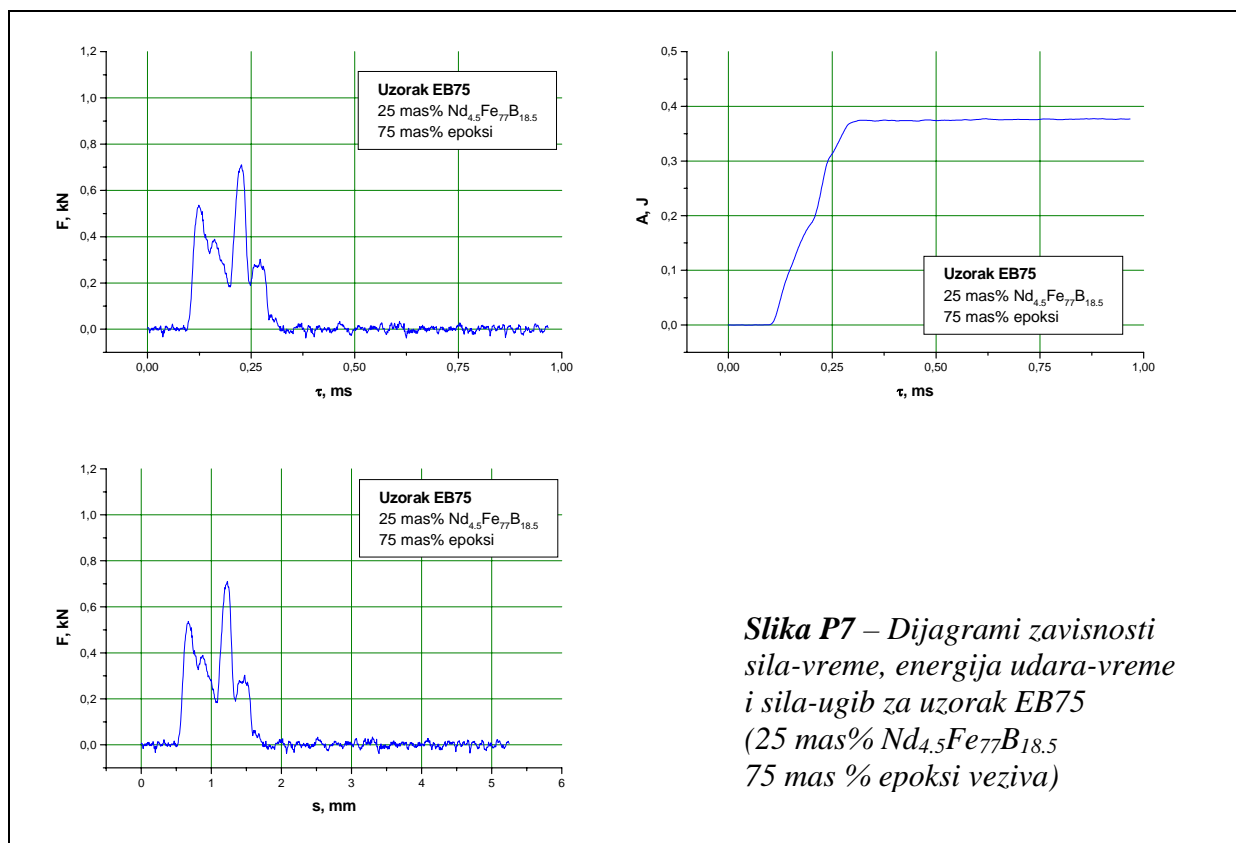 1,2
1,0
0,8
0,6
0,4
0,2
0,0
F, kN
Uzorak EB75
25 mas% Nd4.5Fe77B18.5
75 mas% epoksi
0,00 0,25 0,50 0,75 1,00
τ, ms
0,5
0,4
0,3
0,2
0,1
0,0
A, J
Uzorak EB75
25 mas% Nd4.5Fe77B18.5
75 mas% epoksi
0,00 0,25 0,50 0,75 1,00
τ, ms
1,2
1,0
0,8
0,6
0,4
0,2
0,0
F, kN
Uzorak EB75
25 mas% Nd4.5Fe77B18.5
75 mas% epoksi
0 1 2 3 4 5 6
s, mm
Slika P7 – Dijagrami zavisnosti
sila-vreme, energija udara-vreme
i sila-ugib za uzorak EB75
(25 mas% Nd4.5Fe77B18.5
75 mas % epoksi veziva)